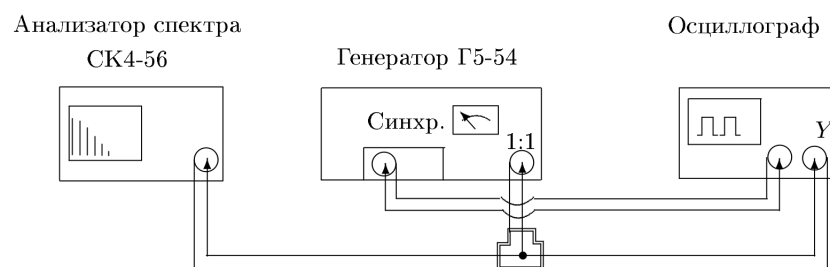 Анализатор спектра
СК4-56
Генератор Г5-54
Осциллограф
Синхр.
1:1
Y